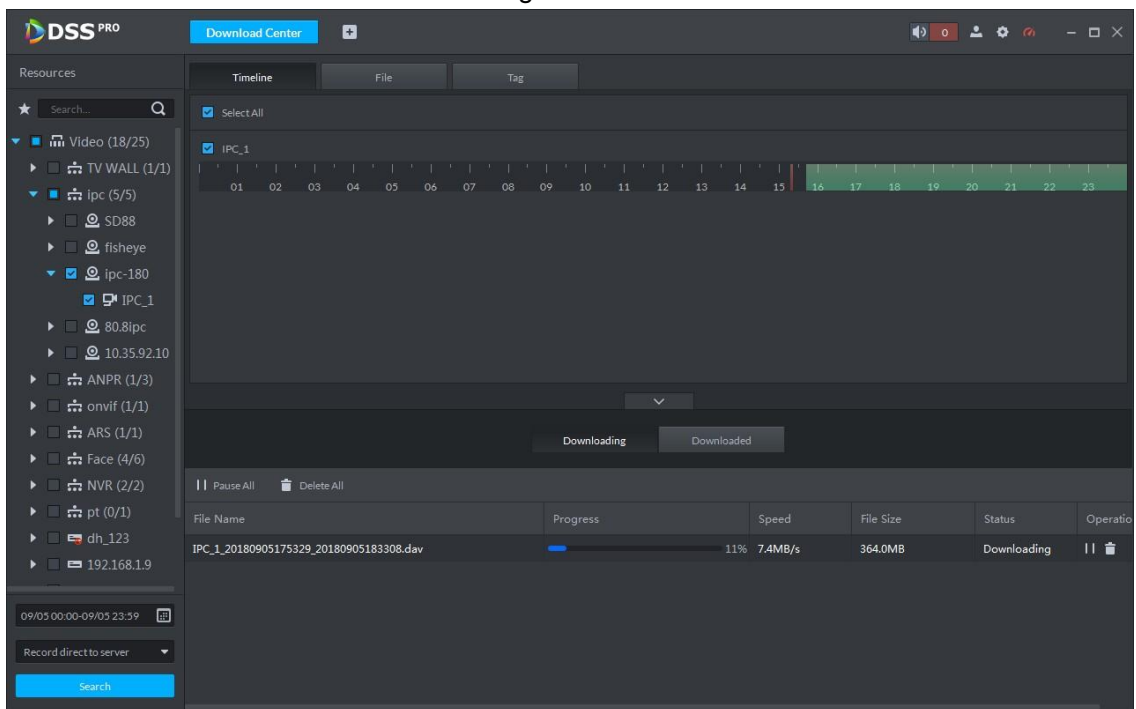 DSS PRO
Download Center
0
Resources
Timeline
File
Tag
Search...
Select All
Video (18/25)
IPC_1
TV WALL (1/1)
01 02 03 04 05 06 07 08 09 10 11 12 13 14 15 16 17 18 19 20 21 22 23
ipc (5/5)
SD88
fisheye
ipc-180
IPC_1
80.8ipc
10.35.92.10
ANPR (1/3)
onvif (1/1)
ARS (1/1)
Face (4/6)
NVR (2/2)
pt (0/1)
dh_123
192.168.1.9
Downloading
Downloaded
Pause All
Delete All
File Name Progress Speed File Size Status Operatio
IPC_1_20180905175329_20180905183308.dav 11% 7.4MB/s 364.0MB Downloading
09/05 00:00-09/05 23:59
Record direct to server
Search